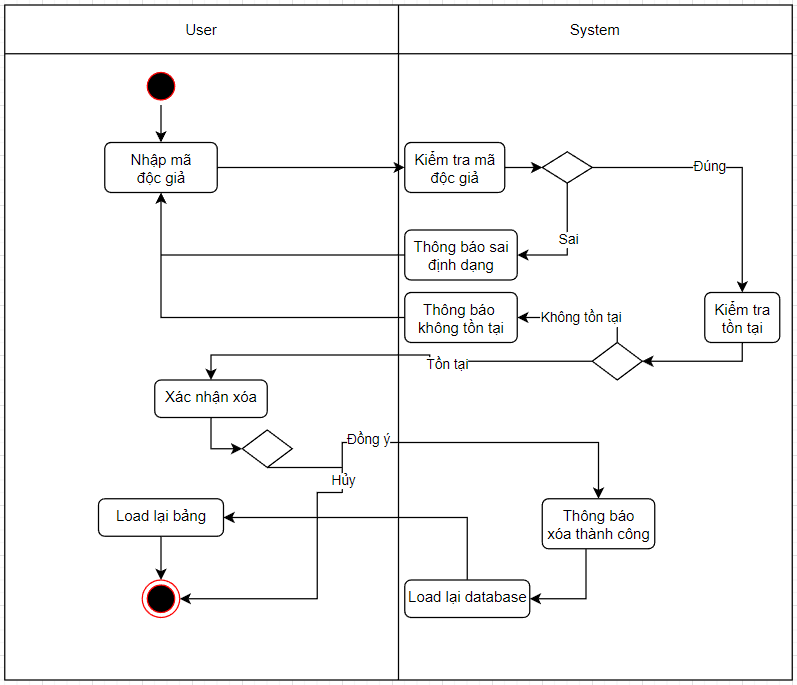 User
System
Nhập mã
độc giả
Kiểm tra mã
độc giả
Đúng
Sai
Thông báo sai
định dạng
Thông báo
không tồn tại
Không tồn tại
Kiểm tra
tồn tại
Tồn tại
Xác nhận xóa
Đồng ý
Hủy
Load lại bảng
Thông báo
xóa thành công
Load lại database